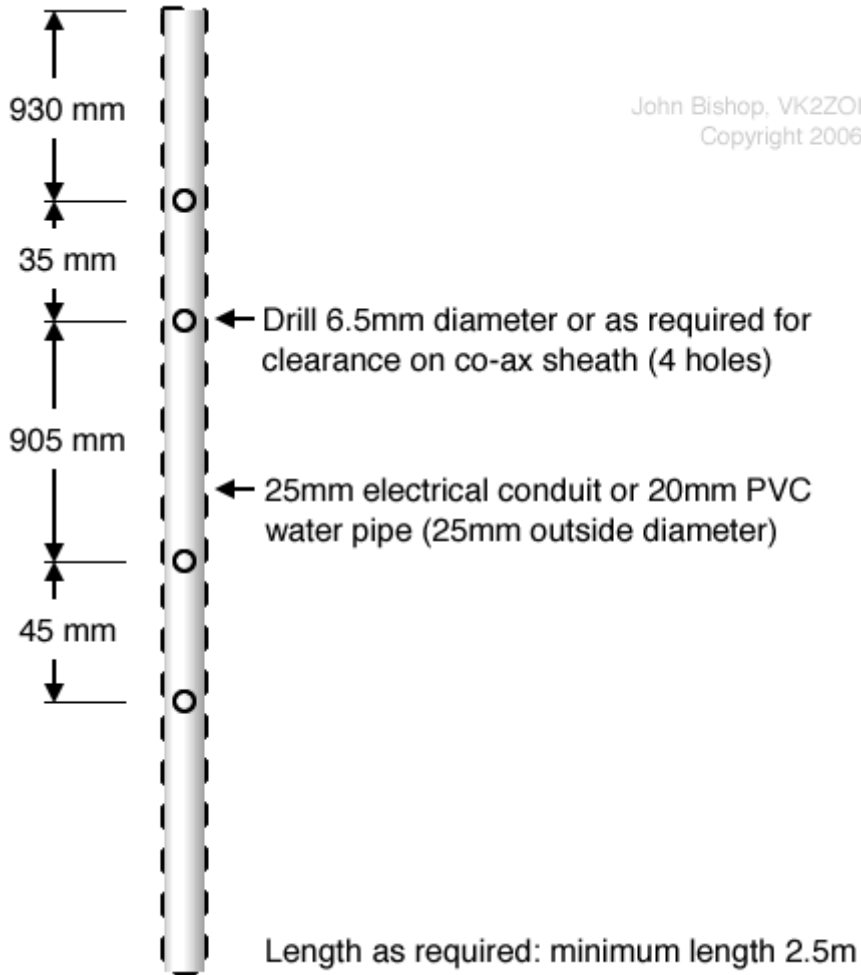 930 mm
John Bishop, VK2ZOI
Copyright 2006
35 mm
Drill 6.5mm diameter or as required for
clearance on co-ax sheath (4 holes)
905 mm
25mm electrical conduit or 20mm PVC
water pipe (25mm outside diameter)
45 mm
Length as required: minimum length 2.5m